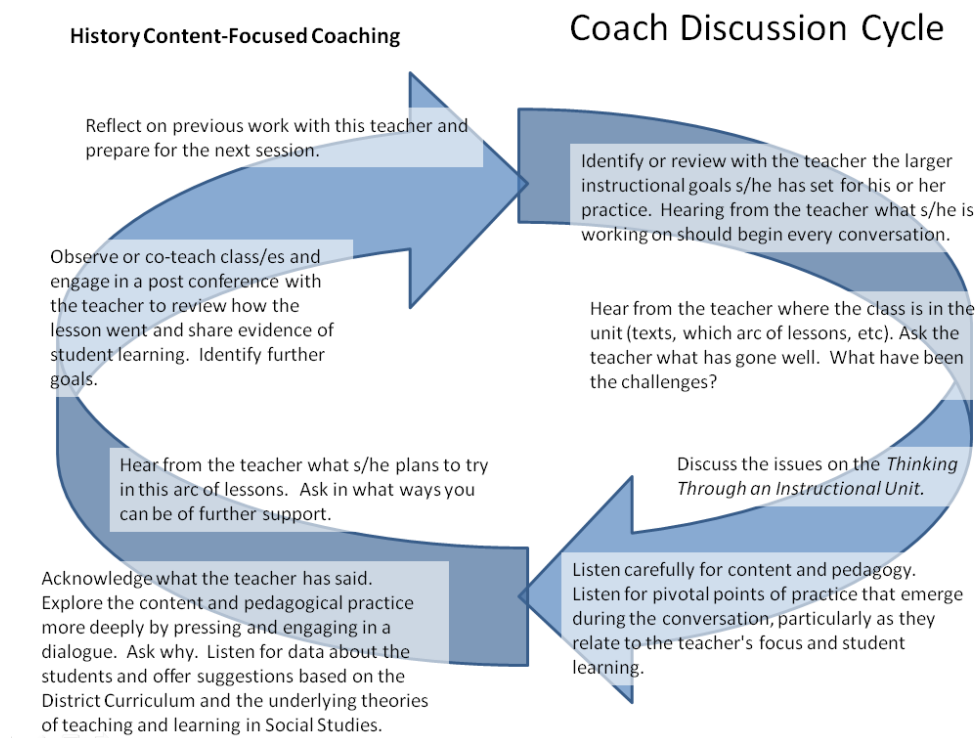 History Content-Focused Coaching
Coach Discussion Cycle
Identify or review with the teacher the larger
instructional goals s/he has set for his or her
practice. Hearing from the teacher what s/he is
working on should begin every conversation.
Hear from the teacher where the class is in the
unit (texts, which arc of lessons, etc). Ask the
teacher what has gone well. What have been
the challenges?
Discuss the issues on the Thinking
Through an Instructional Unit.
Listen carefully for content and pedagogy.
Listen for pivotal points of practice that emerge
during the conversation, particularly as they
relate to the teacher's focus and student
learning.
Acknowledge what the teacher has said.
Explore the content and pedagogical practice
more deeply by pressing and engaging in a
dialogue. Ask why. Listen for data about the
students and offer suggestions based on the
District Curriculum and the underlying theories
of teaching and learning in Social Studies.
Hear from the teacher what s/he plans to try
in this arc of lessons. Ask in what ways you
can be of further support.
Observe or co-teach class/es and
engage in a post conference with
the teacher to review how the
lesson went and share evidence of
student learning. Identify further
goals.
Reflect on previous work with this teacher and
prepare for the next session.